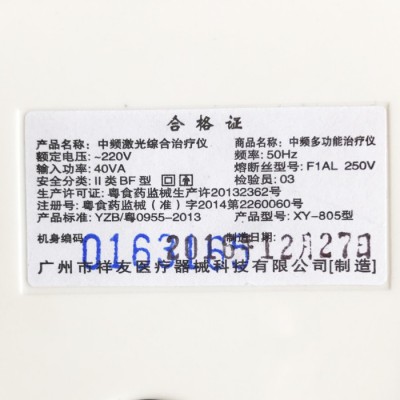 合格证
产品名称：中频激光综合治疗仪 商品名称：中频多功能治疗仪
额定电压：~220V 频率：50Hz
输入功率：40VA 熔断丝型号：F1AL 250V
安全分类：II类BF型 检验员：03
生产许可证：粤食药监械生产许20132362号
注册号：粤食药监械（准）字2014第2260060号
产品标准：YZB/粤0955-2013 产品型号：XY-805型
机身编码： 制造日期：
12月27日
广州市祥友医疗器械科技有限公司[制造]